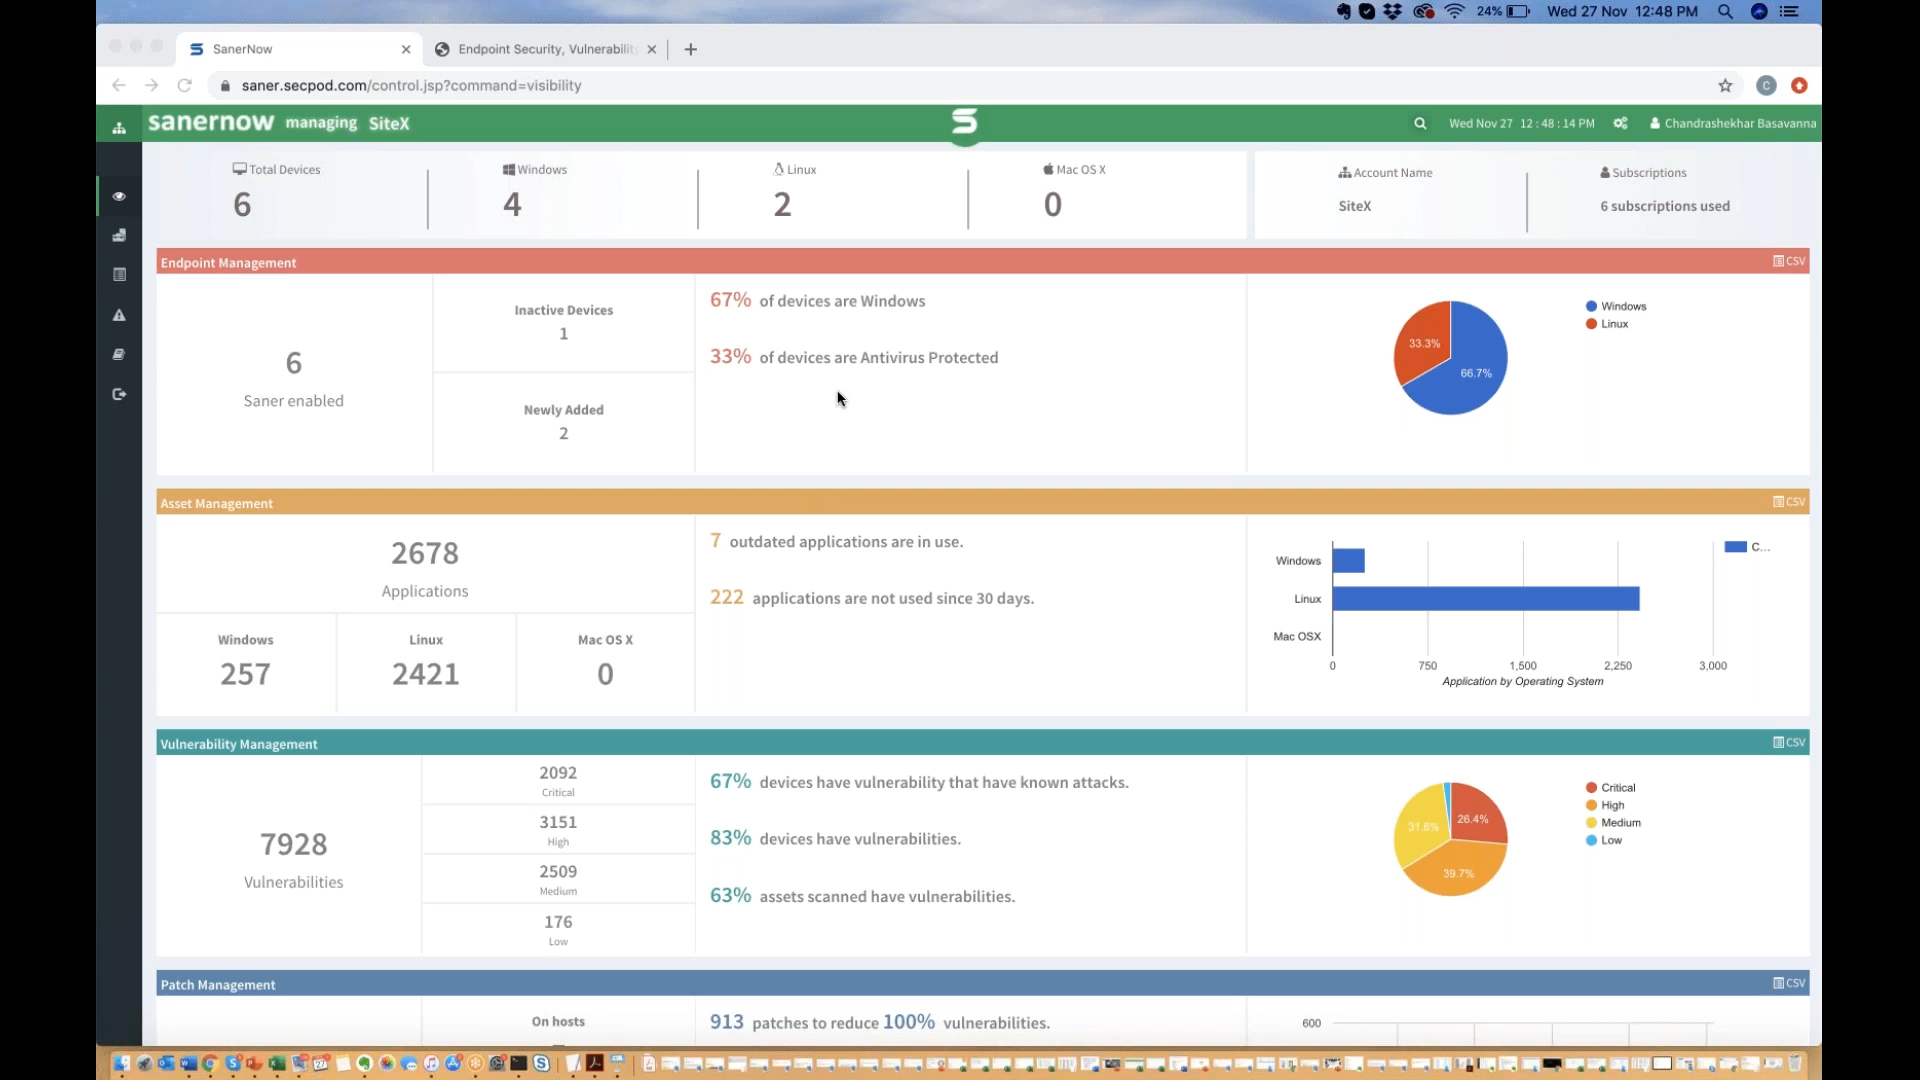 24%
Wed 27 Nov 12:48 PM
SanerNow
Endpoint Security, Vulnerability
saner.secpod.com/control.jsp?command=visibility
C
sanernow managing SiteX
Wed Nov 27 12 : 48 : 14 PM
Chandrashekhar Basavanna
Total Devices
6
Windows
4
Linux
2
Mac OS X
0
Account Name
SiteX
Subscriptions
6 subscriptions used
Endpoint Management
CSV
6
Saner enabled
Inactive Devices
1
Newly Added
2
67% of devices are Windows
33% of devices are Antivirus Protected
33.3%
66.7%
Windows
Linux
Asset Management
CSV
2678
Applications
Windows
257
Linux
2421
Mac OS X
0
7 outdated applications are in use.
222 applications are not used since 30 days.
Windows
Linux
Mac OSX
0
750
1,500
2,250
3,000
Application by Operating System
C...
Vulnerability Management
CSV
7928
Vulnerabilities
2092
Critical
3151
High
2509
Medium
176
Low
67% devices have vulnerability that have known attacks.
83% devices have vulnerabilities.
63% assets scanned have vulnerabilities.
31.6%
26.4%
39.7%
Critical
High
Medium
Low
Patch Management
CSV
On hosts
913 patches to reduce 100% vulnerabilities.
600